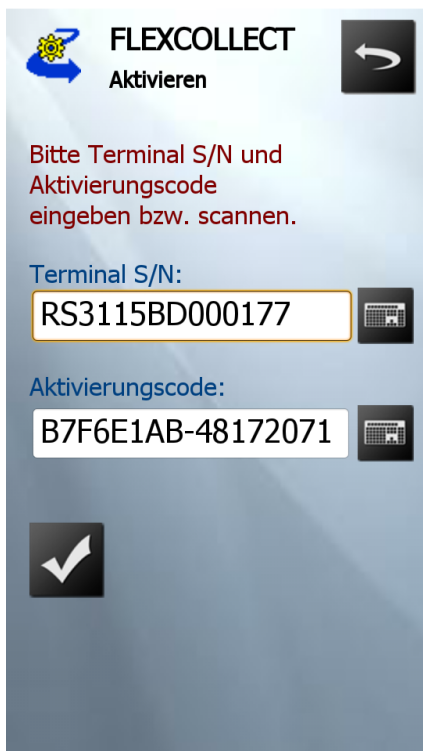 FLEXCOLLECT
Aktivieren
Bitte Terminal S/N und
Aktivierungscode
eingeben bzw. scannen.
Terminal S/N:
RS3115BD000177
Aktivierungscode:
B7F6E1AB-48172071